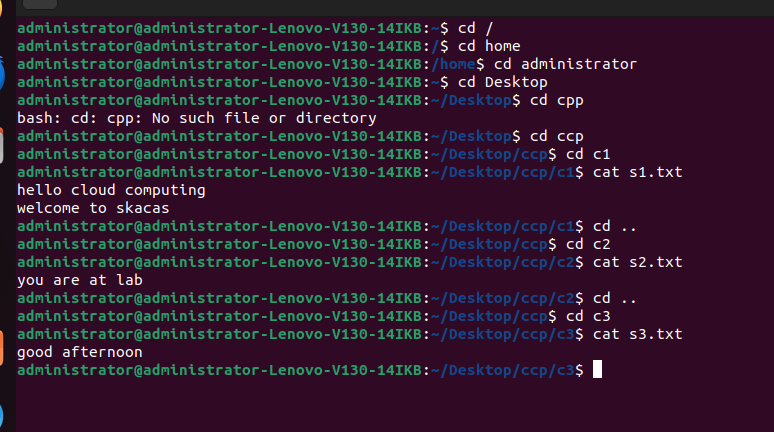 administrator@administrator-Lenovo-V130-14IKB:~$ cd /
administrator@administrator-Lenovo-V130-14IKB:/$ cd home
administrator@administrator-Lenovo-V130-14IKB:/home$ cd administrator
administrator@administrator-Lenovo-V130-14IKB:~$ cd Desktop
administrator@administrator-Lenovo-V130-14IKB:~/Desktop$ cd cpp
bash: cd: cpp: No such file or directory
administrator@administrator-Lenovo-V130-14IKB:~/Desktop$ cd ccp
administrator@administrator-Lenovo-V130-14IKB:~/Desktop/ccp$ cd c1
administrator@administrator-Lenovo-V130-14IKB:~/Desktop/ccp/c1$ cat s1.txt
hello cloud computing
welcome to skacas
administrator@administrator-Lenovo-V130-14IKB:~/Desktop/ccp/c1$ cd ..
administrator@administrator-Lenovo-V130-14IKB:~/Desktop/ccp$ cd c2
administrator@administrator-Lenovo-V130-14IKB:~/Desktop/ccp/c2$ cat s2.txt
you are at lab
administrator@administrator-Lenovo-V130-14IKB:~/Desktop/ccp/c2$ cd ..
administrator@administrator-Lenovo-V130-14IKB:~/Desktop/ccp$ cd c3
administrator@administrator-Lenovo-V130-14IKB:~/Desktop/ccp/c3$ cat s3.txt
good afternoon
administrator@administrator-Lenovo-V130-14IKB:~/Desktop/ccp/c3$